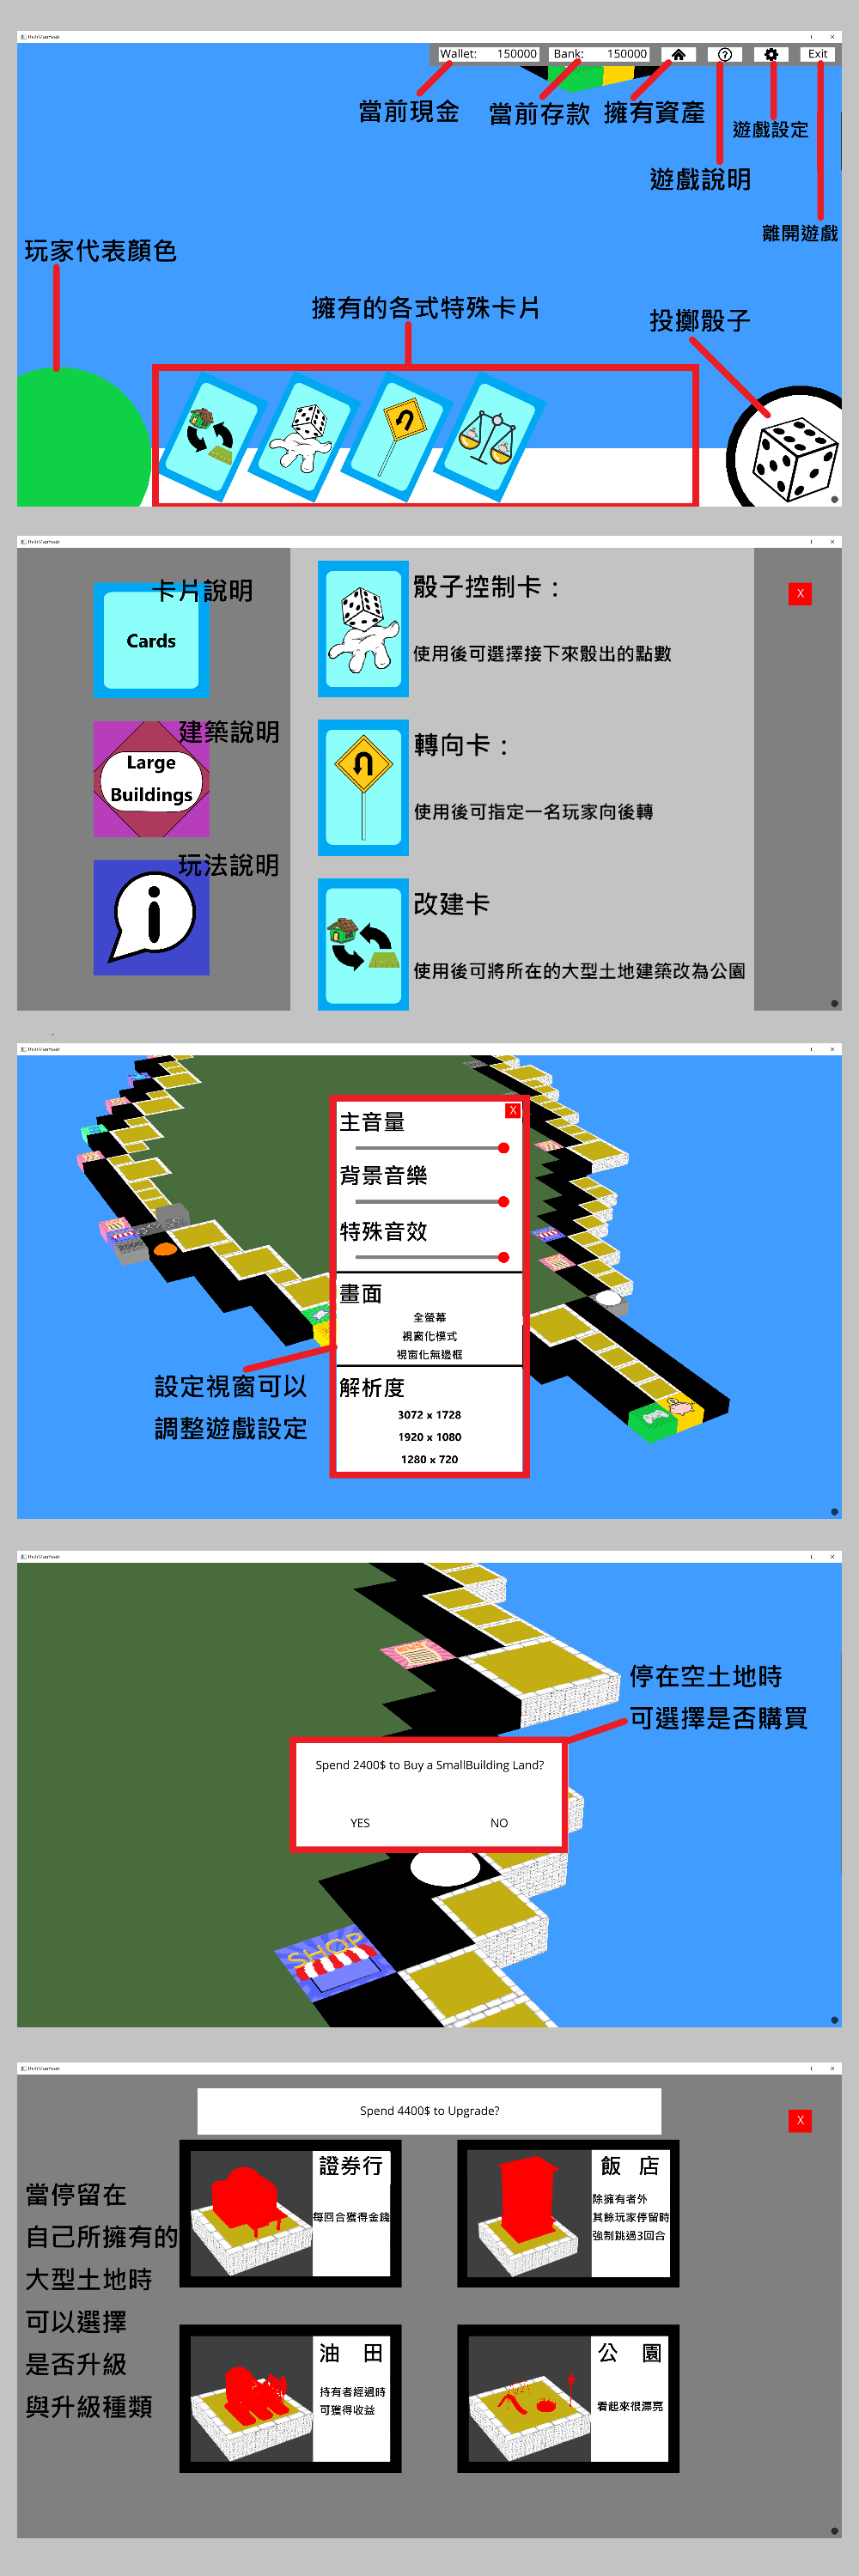 Wallet: 150000
Bank: 150000
Exit
當前現金
當前存款
擁有資產
遊戲設定
遊戲說明
離開遊戲
玩家代表顏色
擁有的各式特殊卡片
投擲骰子
卡片說明
Cards
建築說明
Large
Buildings
玩法說明
骰子控制卡：
使用後可選擇接下來骰出的點數
轉向卡：
使用後可指定一名玩家向後轉
改建卡
使用後可將所在的大型土地建築改為公園
X
X
主音量
背景音樂
特殊音效
畫面
全螢幕
視窗化模式
視窗化無邊框
解析度
3072 x 1728
1920 x 1080
1280 x 720
設定視窗可以
調整遊戲設定
停在空土地時
可選擇是否購買
Spend 2400$ to Buy a SmallBuilding Land?
YES
NO
SHOP
Spend 4400$ to Upgrade?
X
當停留在
自己所擁有的
大型土地時
可以選擇
是否升級
與升級種類
證券行
每回合獲得金錢
飯 店
除擁有者外
其餘玩家停留時
強制跳過3回合
油 田
持有者經過時
可獲得收益
公 園
看起來很漂亮